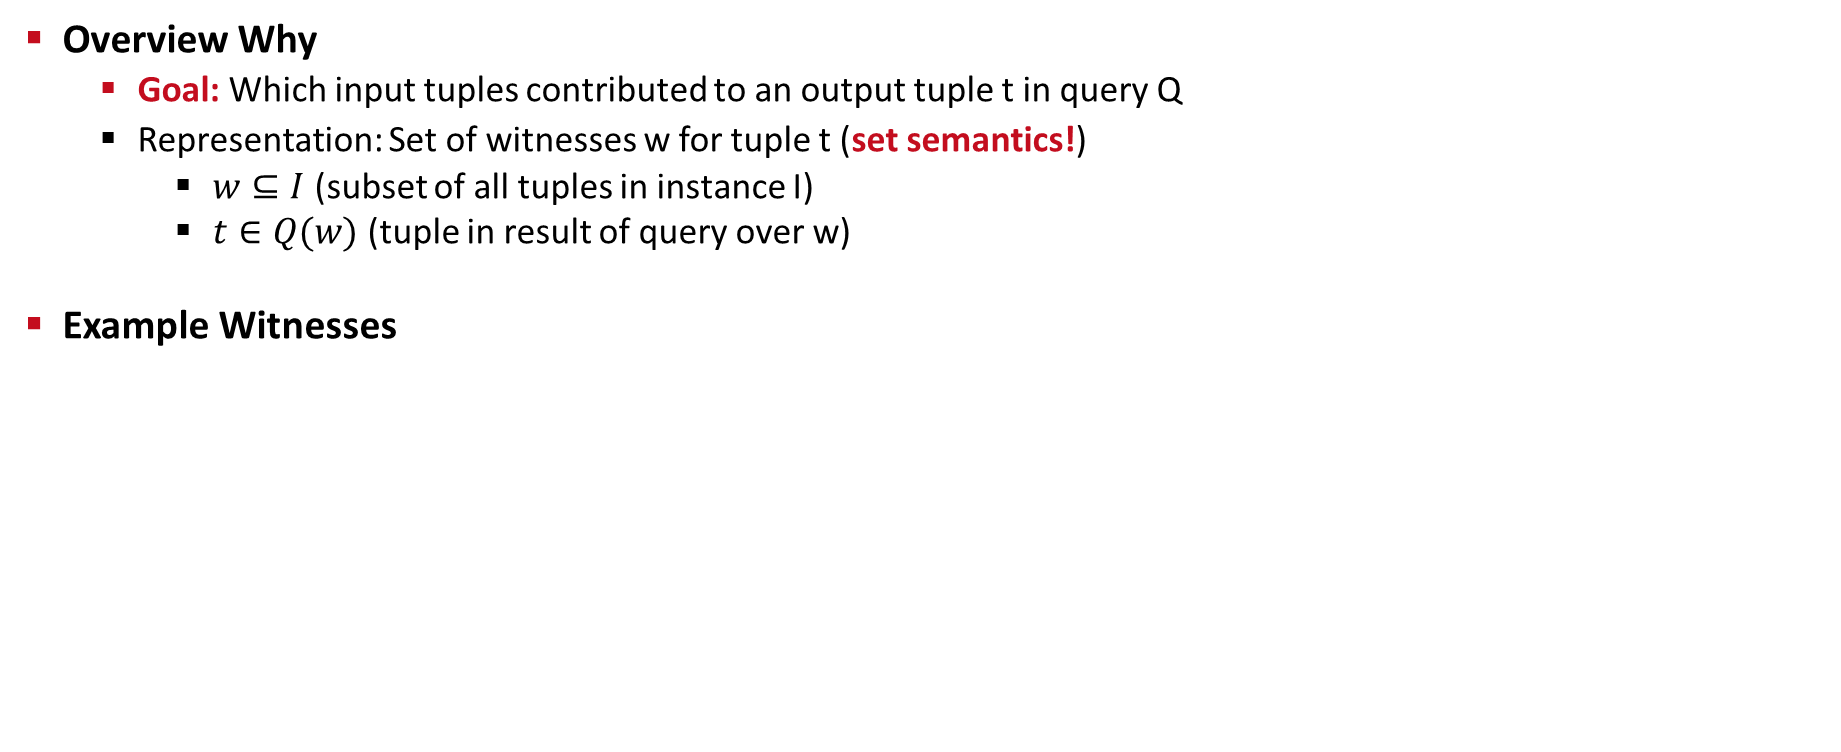 Overview Why
Goal: Which input tuples contributed to an output tuple t in query Q
Representation: Set of witnesses w for tuple t (set semantics!)
w ⊆ I (subset of all tuples in instance I)
t ∈ Q(w) (tuple in result of query over w)
Example Witnesses